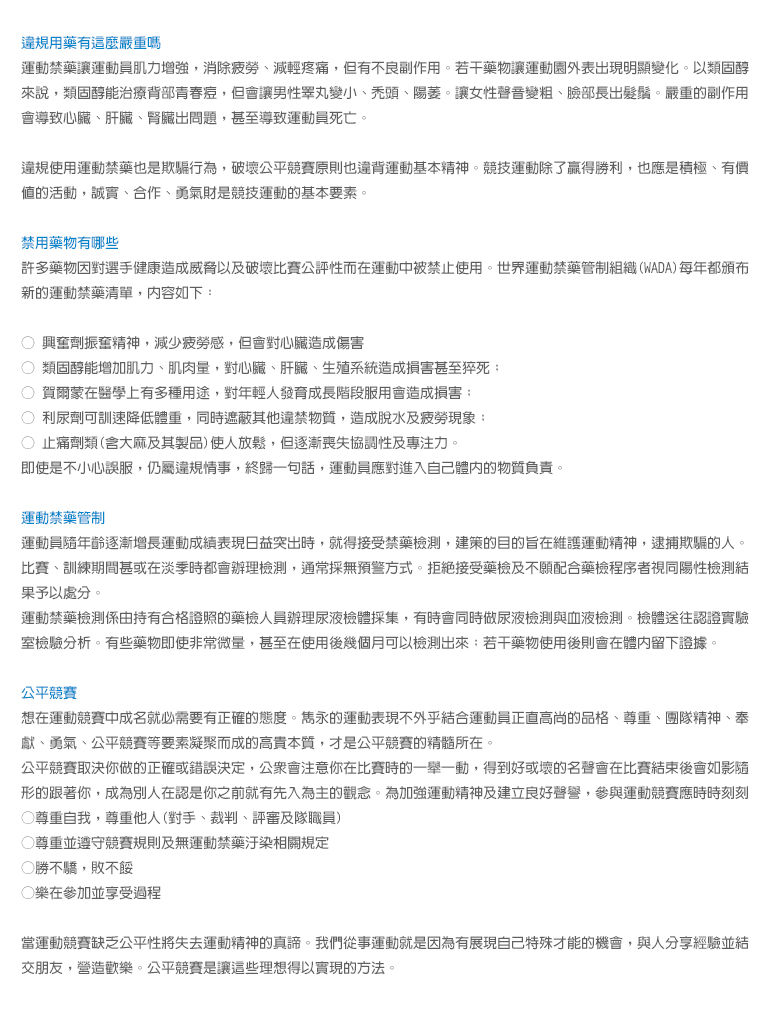 違規用藥有這麼嚴重嗎
運動禁藥讓運動員肌力增強，消除疲勞、減輕疼痛，但有不良副作用。若干藥物讓運動園外表出現明顯變化。以類固醇
來說，類固醇能治療背部青春痘，但會讓男性睪丸變小、禿頭、陽萎。讓女性聲音變粗、臉部長出髮鬚。嚴重的副作用
會導致心臟、肝臟、腎臟出問題，甚至導致運動員死亡。
違規使用運動禁藥也是欺騙行為，破壞公平競賽原則也違背運動基本精神。競技運動除了贏得勝利，也應是積極、有價
值的活動，誠實、合作、勇氣財是競技運動的基本要素。
禁用藥物有哪些
許多藥物因對選手健康造成威脅以及破壞比賽公評性而在運動中被禁止使用。世界運動禁藥管制組織(WADA)每年都頒布
新的運動禁藥清單，內容如下：
○ 興奮劑振奮精神，減少疲勞感，但會對心臟造成傷害
○ 類固醇能增加肌力、肌肉量，對心臟、肝臟、生殖系統造成損害甚至猝死；
○ 賀爾蒙在醫學上有多種用途，對年輕人發育成長階段服用會造成損害；
○ 利尿劑可訓速降低體重，同時遮蔽其他違禁物質，造成脫水及疲勞現象；
○ 止痛劑類(含大麻及其製品)使人放鬆，但逐漸喪失協調性及專注力。
即使是不小心誤服，仍屬違規情事，終歸一句話，運動員應對進入自己體內的物質負責。
運動禁藥管制
運動員隨年齡逐漸增長運動成績表現日益突出時，就得接受禁藥檢測，建策的目的旨在維護運動精神，逮捕欺騙的人。
比賽、訓練期間甚或在淡季時都會辦理檢測，通常採無預警方式。拒絕接受藥檢及不願配合藥檢程序者視同陽性檢測結
果予以處分。
運動禁藥檢測係由持有合格證照的藥檢人員辦理尿液檢體採集，有時會同時做尿液檢測與血液檢測。檢體送往認證實驗
室檢驗分析。有些藥物即使非常微量，甚至在使用後幾個月可以檢測出來；若干藥物使用後則會在體內留下證據。
公平競賽
想在運動競賽中成名就必需要有正確的態度。雋永的運動表現不外乎結合運動員正直高尚的品格、尊重、團隊精神、奉
獻、勇氣、公平競賽等要素凝聚而成的高貴本質，才是公平競賽的精髓所在。
公平競賽取決你做的正確或錯誤決定，公眾會注意你在比賽時的一舉一動，得到好或壞的名聲會在比賽結束後會如影隨
形的跟著你，成為別人在認是你之前就有先入為主的觀念。為加強運動精神及建立良好聲譽，參與運動競賽應時時刻刻
○尊重自我，尊重他人(對手、裁判、評審及隊職員)
○尊重並遵守競賽規則及無運動禁藥汙染相關規定
○勝不驕，敗不餒
○樂在參加並享受過程
當運動競賽缺乏公平性將失去運動精神的真諦。我們從事運動就是因為有展現自己特殊才能的機會，與人分享經驗並結
交朋友，營造歡樂。公平競賽是讓這些理想得以實現的方法。